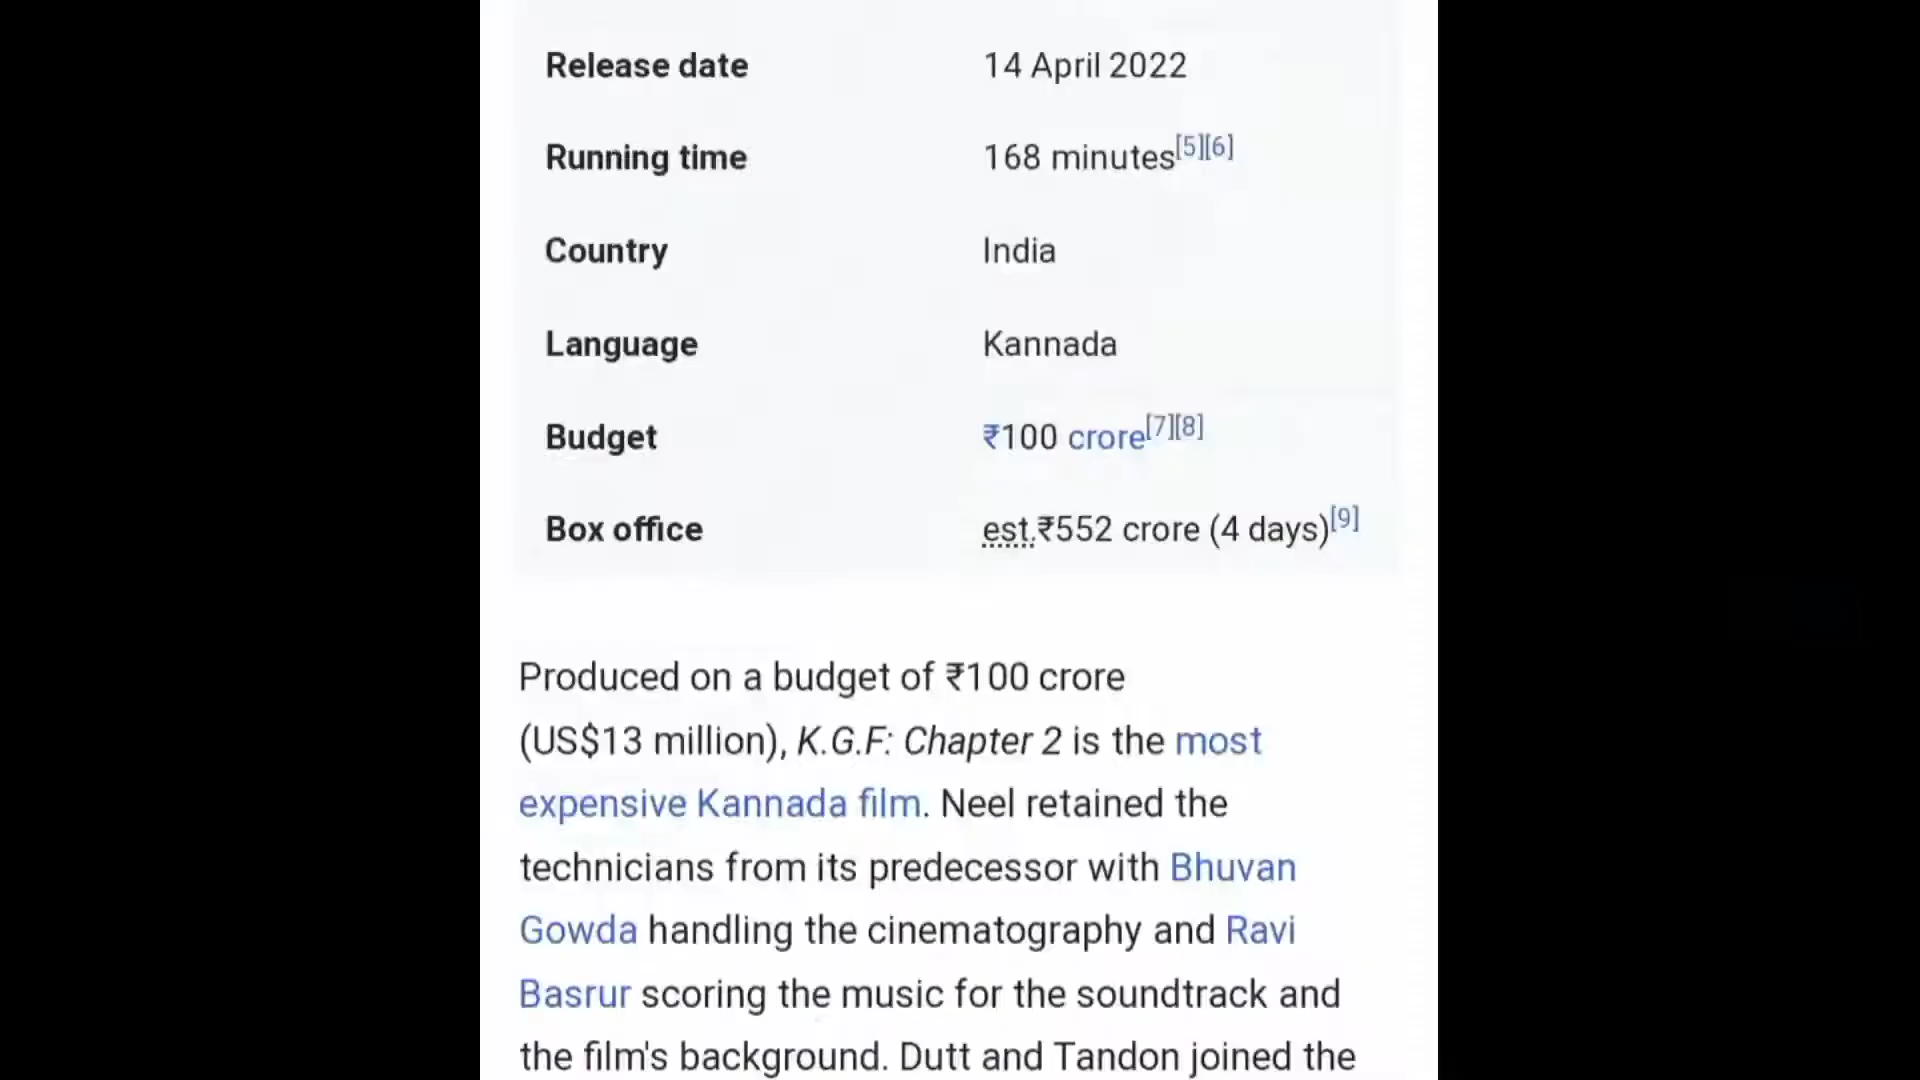 Release date 14 April 2022
Running time 168 minutes[5][6]
Country India
Language Kannada
Budget ₹100 crore[7][8]
Box office est.₹552 crore (4 days)[9]
Produced on a budget of ₹100 crore
(US$13 million), K.G.F: Chapter 2 is the most
expensive Kannada film. Neel retained the
technicians from its predecessor with Bhuvan
Gowda handling the cinematography and Ravi
Basrur scoring the music for the soundtrack and
the film's background. Dutt and Tandon joined the